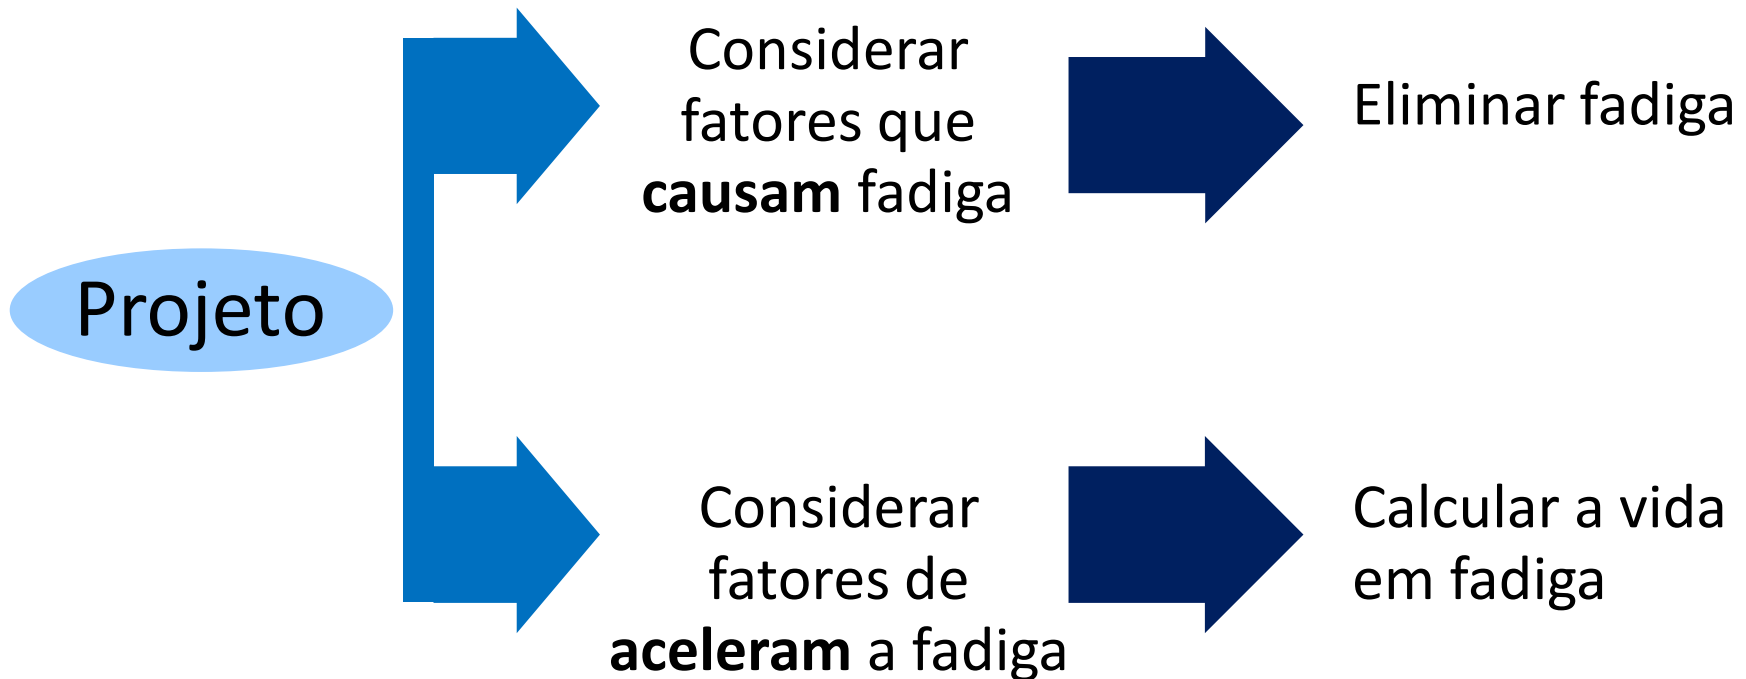 Considerar
fatores que
causam fadiga
Eliminar fadiga
Projeto
Considerar
fatores de
aceleram a fadiga
Calcular a vida
em fadiga